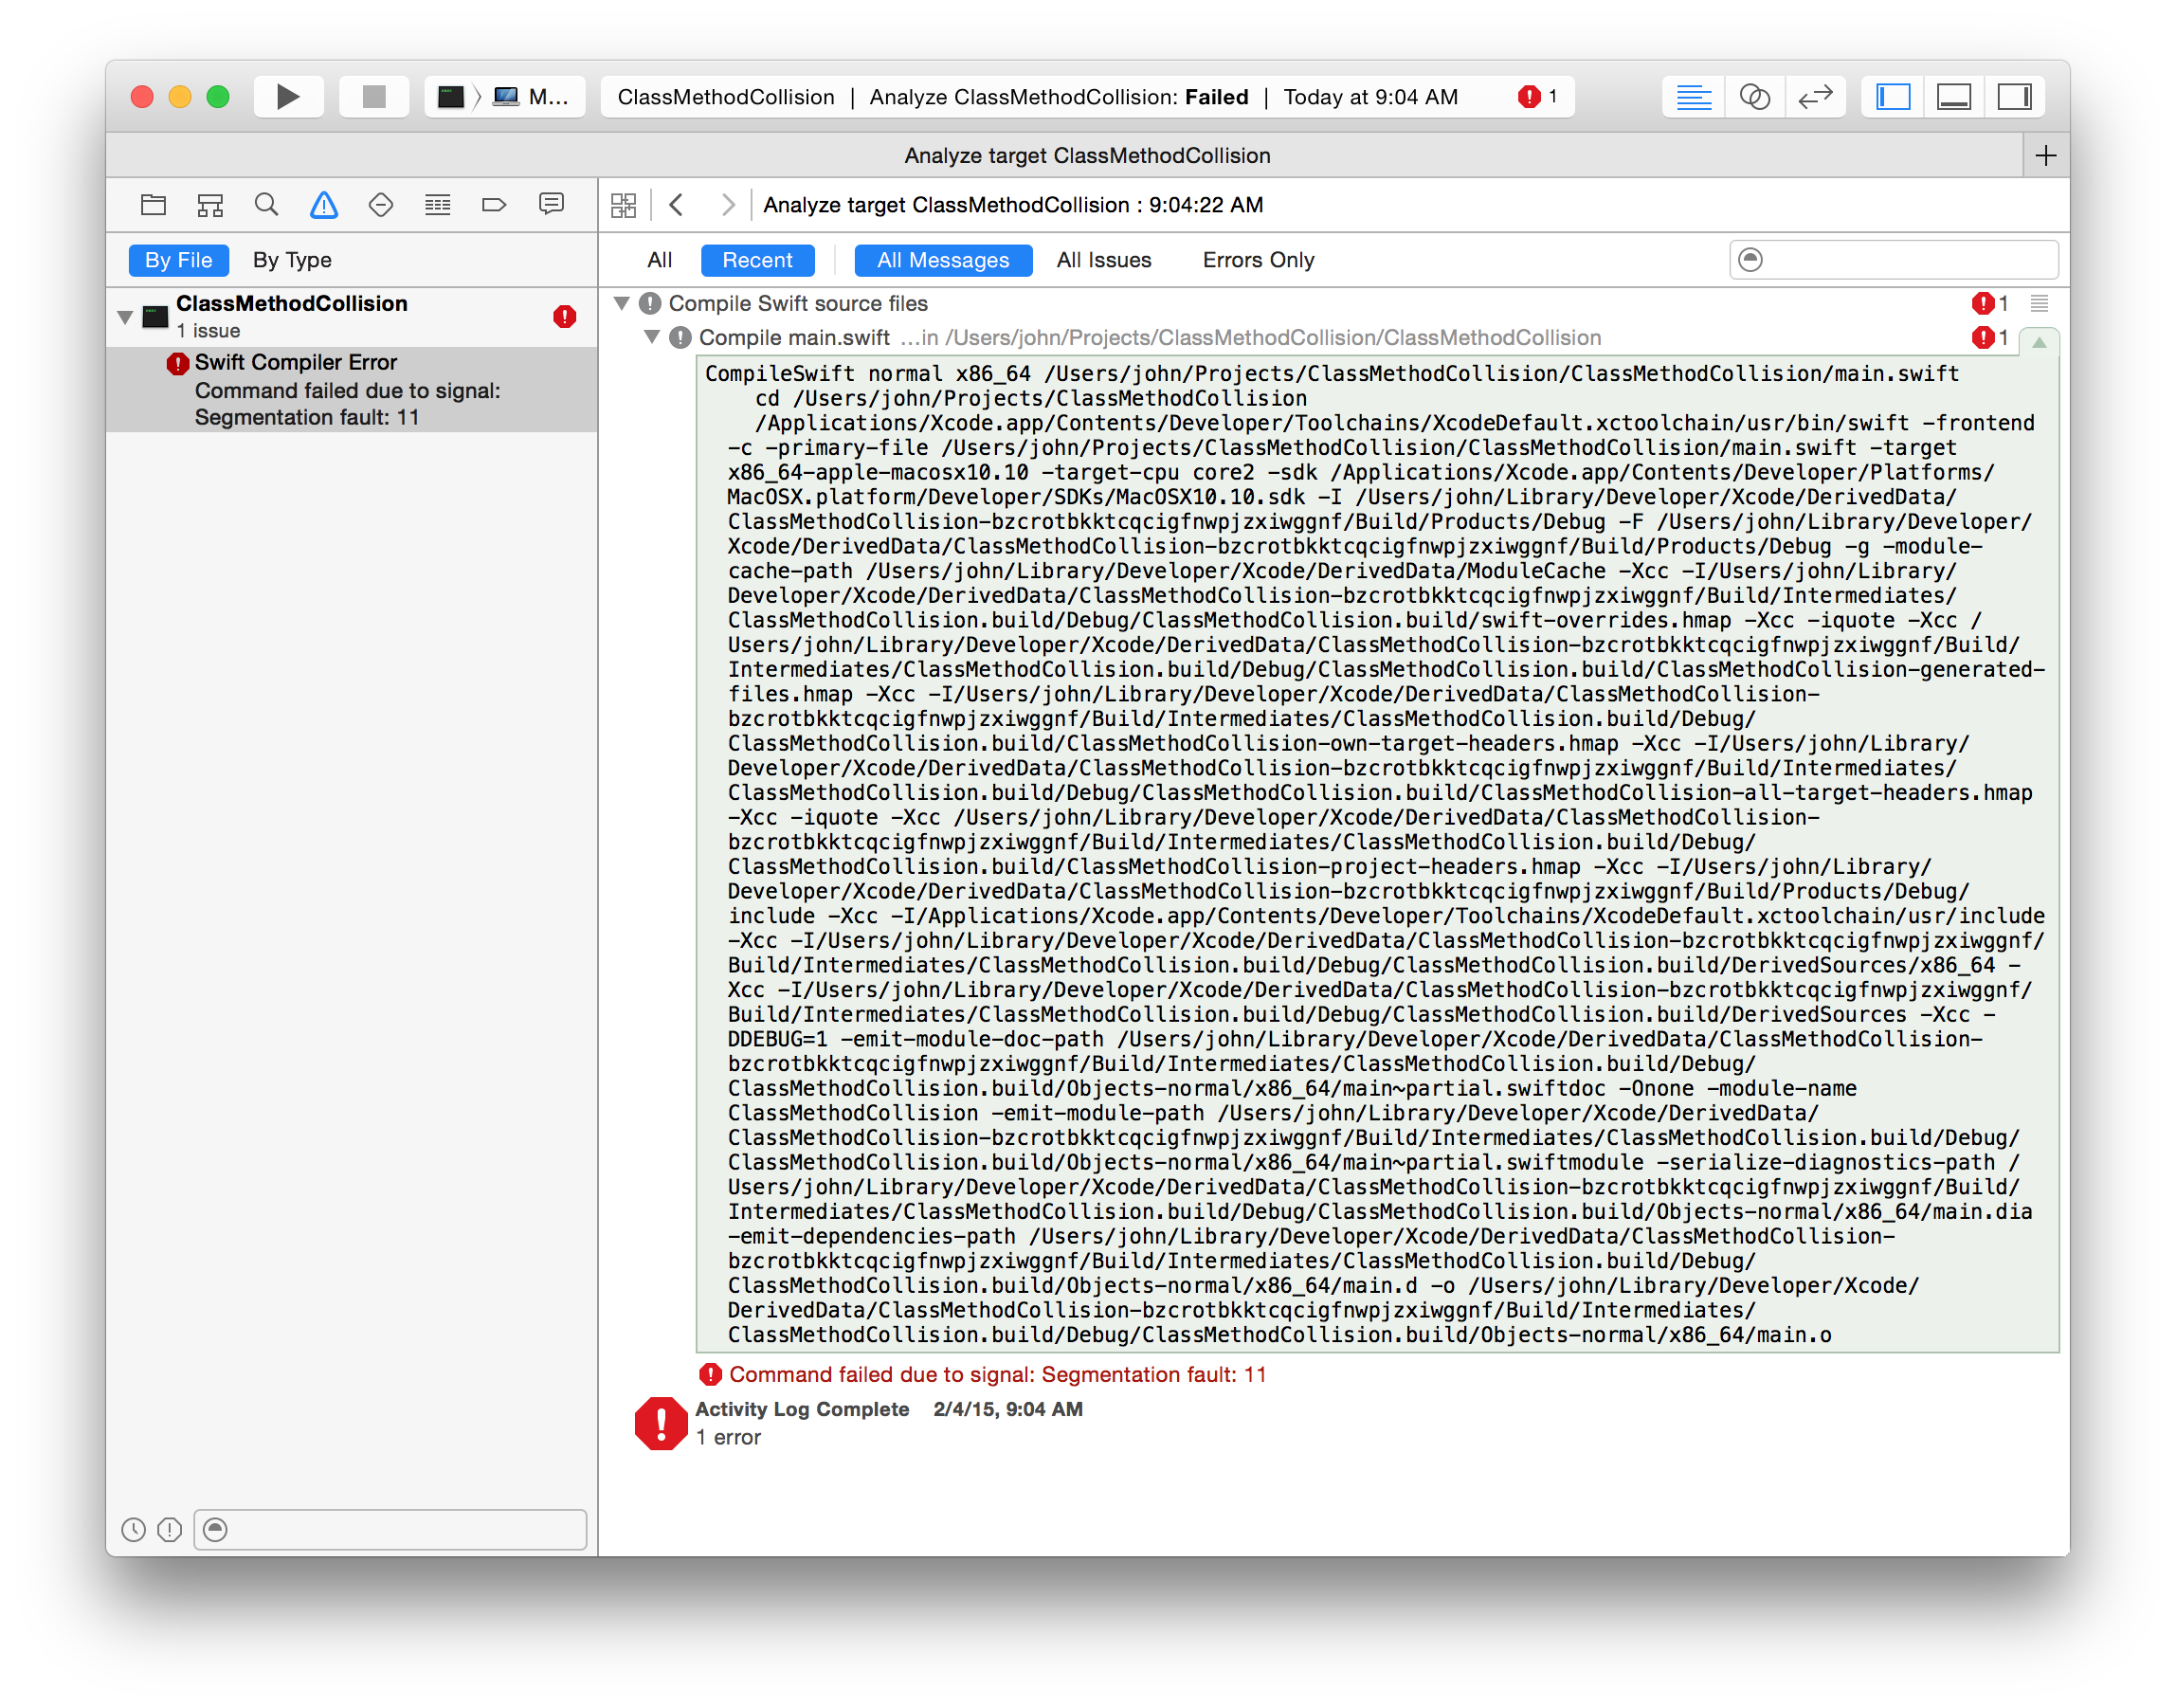 M...
ClassMethodCollision | Analyze ClassMethodCollision: Failed | Today at 9:04 AM
1
Analyze target ClassMethodCollision
Analyze target ClassMethodCollision : 9:04:22 AM
By File By Type
All Recent All Messages All Issues Errors Only
ClassMethodCollision
1 issue
Swift Compiler Error
Command failed due to signal:
Segmentation fault: 11
Compile Swift source files
1
Compile main.swift ...in /Users/john/Projects/ClassMethodCollision/ClassMethodCollision
1
CompileSwift normal x86_64 /Users/john/Projects/ClassMethodCollision/ClassMethodCollision/main.swift
cd /Users/john/Projects/ClassMethodCollision
/Applications/Xcode.app/Contents/Developer/Toolchains/XcodeDefault.xctoolchain/usr/bin/swift -frontend
-c -primary-file /Users/john/Projects/ClassMethodCollision/ClassMethodCollision/main.swift -target
x86_64-apple-macosx10.10 -target-cpu core2 -sdk /Applications/Xcode.app/Contents/Developer/Platforms/
MacOSX.platform/Developer/SDKs/MacOSX10.10.sdk -I /Users/john/Library/Developer/Xcode/DerivedData/
ClassMethodCollision-bzcrotbkktcqcigfnwpjzxiwggnf/Build/Products/Debug -F /Users/john/Library/Developer/
Xcode/DerivedData/ClassMethodCollision-bzcrotbkktcqcigfnwpjzxiwggnf/Build/Products/Debug -g -module-
cache-path /Users/john/Library/Developer/Xcode/DerivedData/ModuleCache -Xcc -I/Users/john/Library/
Developer/Xcode/DerivedData/ClassMethodCollision-bzcrotbkktcqcigfnwpjzxiwggnf/Build/Intermediates/
ClassMethodCollision.build/Debug/ClassMethodCollision.build/swift-overrides.hmap -Xcc -iquote -Xcc /
Users/john/Library/Developer/Xcode/DerivedData/ClassMethodCollision-bzcrotbkktcqcigfnwpjzxiwggnf/Build/
Intermediates/ClassMethodCollision.build/Debug/ClassMethodCollision.build/ClassMethodCollision-generated-
files.hmap -Xcc -I/Users/john/Library/Developer/Xcode/DerivedData/ClassMethodCollision-
bzcrotbkktcqcigfnwpjzxiwggnf/Build/Intermediates/ClassMethodCollision.build/Debug/
ClassMethodCollision.build/ClassMethodCollision-own-target-headers.hmap -Xcc -I/Users/john/Library/
Developer/Xcode/DerivedData/ClassMethodCollision-bzcrotbkktcqcigfnwpjzxiwggnf/Build/Intermediates/
ClassMethodCollision.build/Debug/ClassMethodCollision.build/ClassMethodCollision-all-target-headers.hmap
-Xcc -iquote -Xcc /Users/john/Library/Developer/Xcode/DerivedData/ClassMethodCollision-
bzcrotbkktcqcigfnwpjzxiwggnf/Build/Intermediates/ClassMethodCollision.build/Debug/
ClassMethodCollision.build/ClassMethodCollision-project-headers.hmap -Xcc -I/Users/john/Library/
Developer/Xcode/DerivedData/ClassMethodCollision-bzcrotbkktcqcigfnwpjzxiwggnf/Build/Products/Debug/
include -Xcc -I/Applications/Xcode.app/Contents/Developer/Toolchains/XcodeDefault.xctoolchain/usr/include
-Xcc -I/Users/john/Library/Developer/Xcode/DerivedData/ClassMethodCollision-bzcrotbkktcqcigfnwpjzxiwggnf/
Build/Intermediates/ClassMethodCollision.build/Debug/ClassMethodCollision.build/DerivedSources/x86_64 -
Xcc -I/Users/john/Library/Developer/Xcode/DerivedData/ClassMethodCollision-bzcrotbkktcqcigfnwpjzxiwggnf/
Build/Intermediates/ClassMethodCollision.build/Debug/ClassMethodCollision.build/DerivedSources -Xcc -
DDEBUG=1 -emit-module-doc-path /Users/john/Library/Developer/Xcode/DerivedData/ClassMethodCollision-
bzcrotbkktcqcigfnwpjzxiwggnf/Build/Intermediates/ClassMethodCollision.build/Debug/
ClassMethodCollision.build/Objects-normal/x86_64/main~partial.swiftdoc -Onone -module-name
ClassMethodCollision -emit-module-path /Users/john/Library/Developer/Xcode/DerivedData/
ClassMethodCollision-bzcrotbkktcqcigfnwpjzxiwggnf/Build/Intermediates/ClassMethodCollision.build/Debug/
ClassMethodCollision.build/Objects-normal/x86_64/main~partial.swiftmodule -serialize-diagnostics-path /
Users/john/Library/Developer/Xcode/DerivedData/ClassMethodCollision-bzcrotbkktcqcigfnwpjzxiwggnf/Build/
Intermediates/ClassMethodCollision.build/Debug/ClassMethodCollision.build/Objects-normal/x86_64/main.dia
-emit-dependencies-path /Users/john/Library/Developer/Xcode/DerivedData/ClassMethodCollision-
bzcrotbkktcqcigfnwpjzxiwggnf/Build/Intermediates/ClassMethodCollision.build/Debug/
ClassMethodCollision.build/Objects-normal/x86_64/main.d -o /Users/john/Library/Developer/Xcode/
DerivedData/ClassMethodCollision-bzcrotbkktcqcigfnwpjzxiwggnf/Build/Intermediates/
ClassMethodCollision.build/Debug/ClassMethodCollision.build/Objects-normal/x86_64/main.o
Command failed due to signal: Segmentation fault: 11
Activity Log Complete 2/4/15, 9:04 AM
1 error